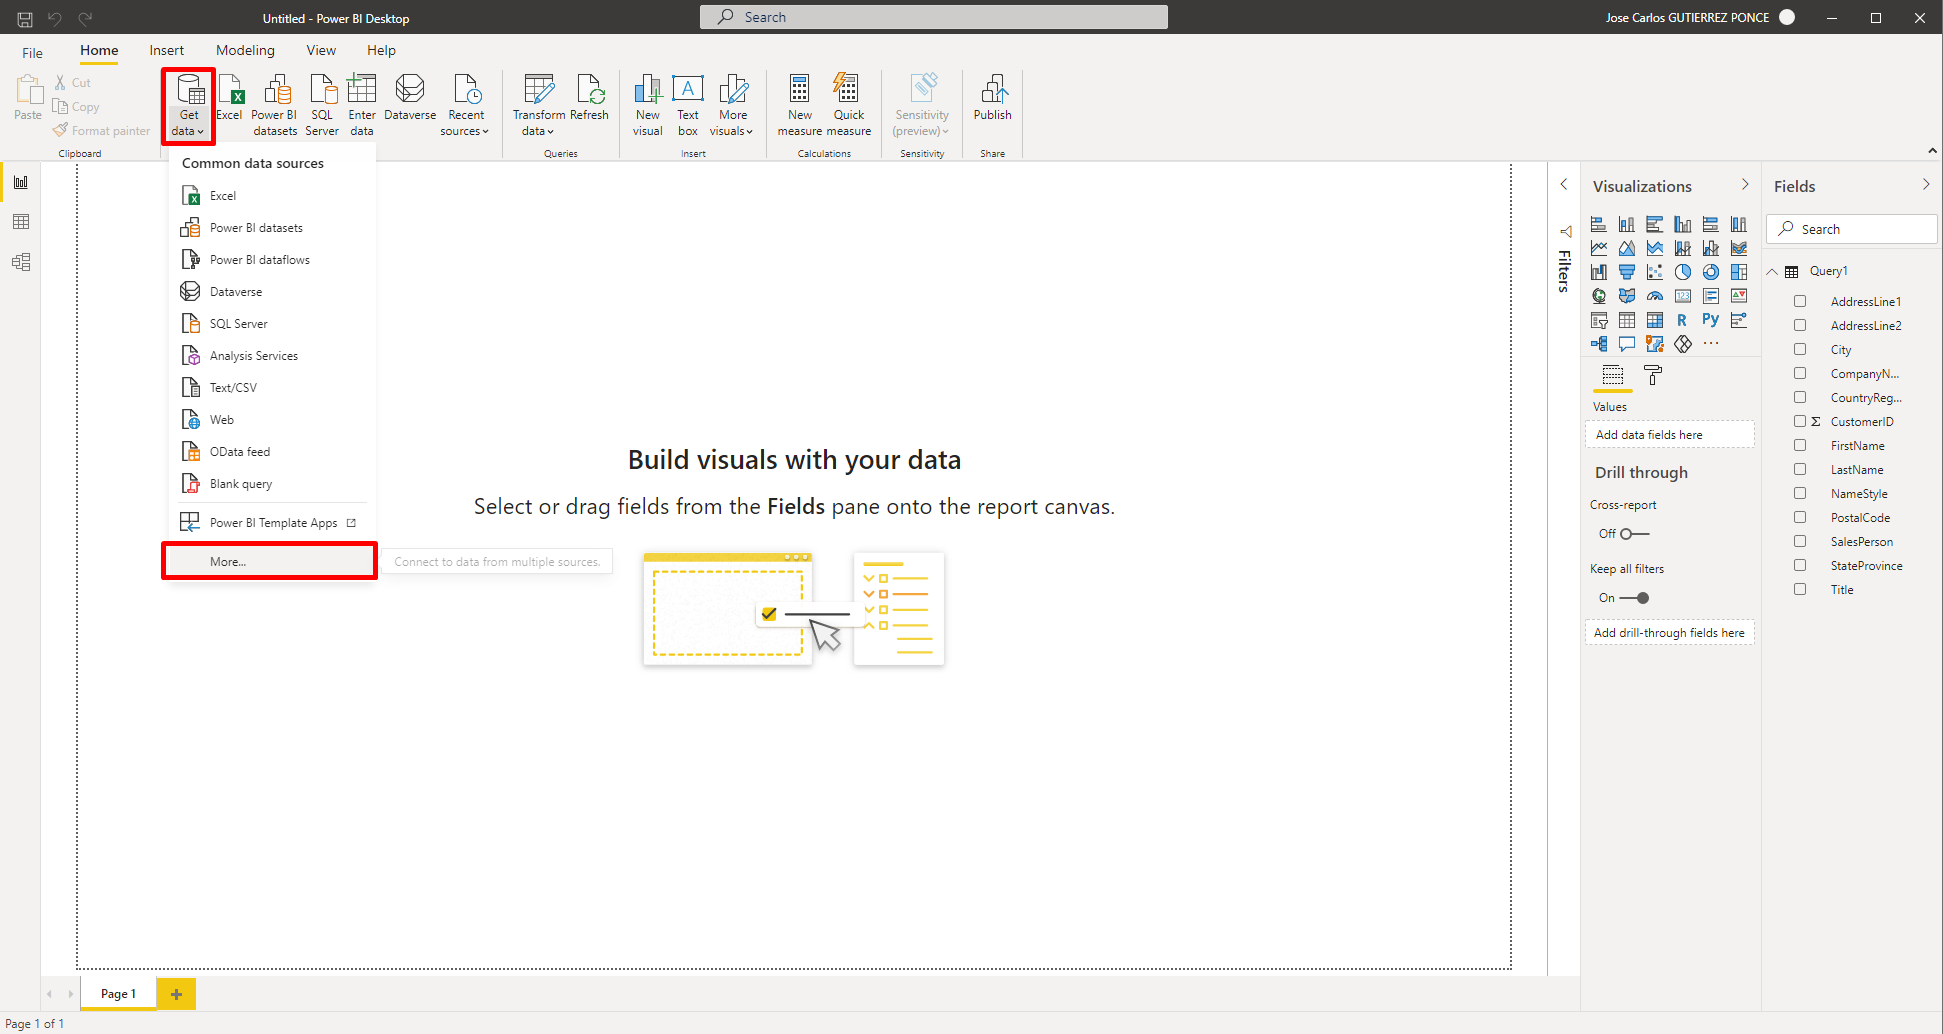 Untitled - Power BI Desktop
Search
Jose Carlos GUTIERREZ PONCE
File
Home
Insert
Modeling
View
Help
Paste
Cut
Copy
Format painter
Clipboard
Get data
Excel
Power BI datasets
SQL Server
Enter data
Dataverse
Recent sources
Transform data
Refresh
Queries
New visual
Text box
More visuals
Insert
New measure
Quick measure
Calculations
Sensitivity (preview)
Sensitivity
Publish
Share
Common data sources
Excel
Power BI datasets
Power BI dataflows
Dataverse
SQL Server
Analysis Services
Text/CSV
Web
OData feed
Blank query
Power BI Template Apps
More...
Connect to data from multiple sources.
Build visuals with your data
Select or drag fields from the Fields pane onto the report canvas.
Filters
Visualizations
123
R
Py
...
Values
Add data fields here
Drill through
Cross-report
Off
Keep all filters
On
Add drill-through fields here
Fields
Search
Query1
AddressLine1
AddressLine2
City
CompanyN...
CountryReg...
Σ CustomerID
FirstName
LastName
NameStyle
PostalCode
SalesPerson
StateProvince
Title
Page 1
+
Page 1 of 1